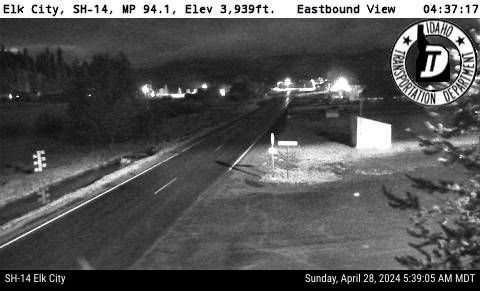 Elk City, SH-14, MP 94.1, Elev 3,939ft. Eastbound View 04:37:17
IDAHO
TRANSPORTATION DEPARTMENT
SH-14 Elk City Sunday, April 28, 2024 5:39:05 AM MDT